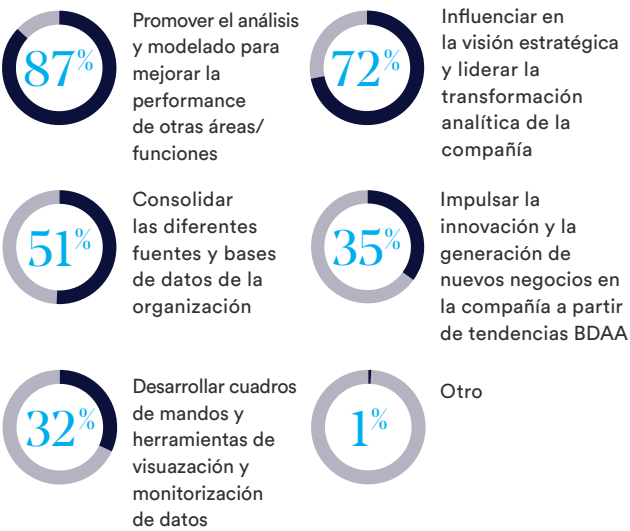 87%
Promover el análisis
y modelado para
mejorar la
performance
de otras áreas/
funciones
72%
Influenciar en
la visión estratégica
y liderar la
transformación
analítica de la
compañía
51%
Consolidar
las diferentes
fuentes y bases
de datos de la
organización
35%
Impulsar la
innovación y la
generación de
nuevos negocios en
la compañía a partir
de tendencias BDAA
32%
Desarrollar cuadros
de mandos y
herramientas de
visuazación y
monitorización
de datos
1%
Otro